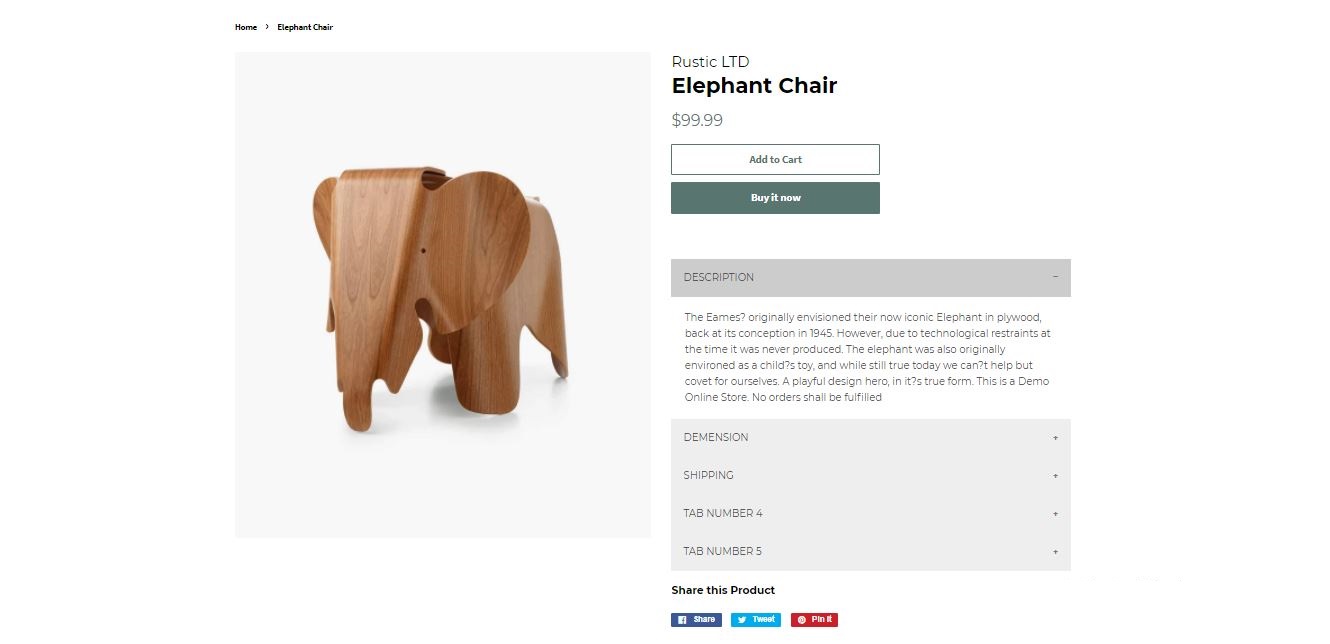 Home › Elephant Chair
Rustic LTD
Elephant Chair
$99.99
Add to Cart
Buy it now
DESCRIPTION −
The Eames? originally envisioned their now iconic Elephant in plywood,
back at its conception in 1945. However, due to technological restraints at
the time it was never produced. The elephant was also originally
environed as a child?s toy, and while still true today we can?t help but
covet for ourselves. A playful design hero, in it?s true form. This is a Demo
Online Store. No orders shall be fulfilled
DEMENSION +
SHIPPING +
TAB NUMBER 4 +
TAB NUMBER 5 +
Share this Product
Share Tweet Pin it